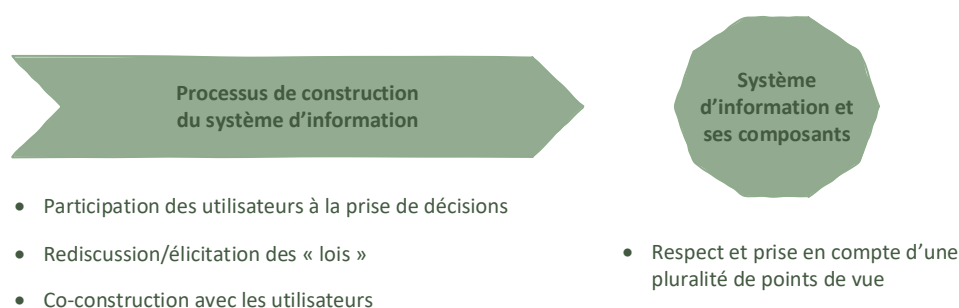 Processus de construction
du système d’information
• Participation des utilisateurs à la prise de décisions
• Rediscussion/élicitation des « lois »
• Co-construction avec les utilisateurs
Système
d’information et
ses composants
• Respect et prise en compte d’une
pluralité de points de vue